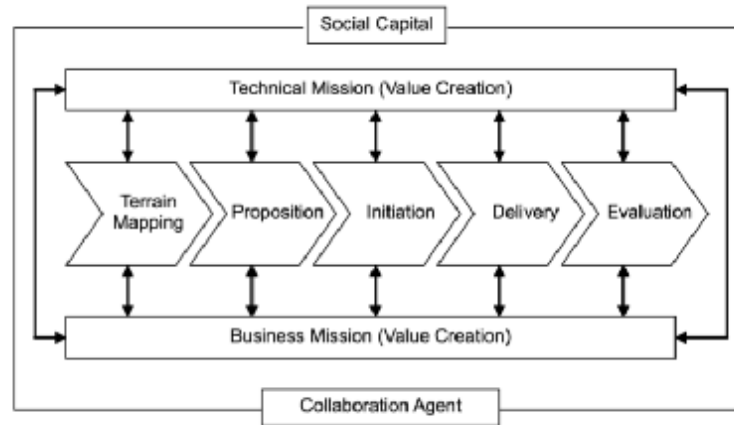 Social Capital
Technical Mission (Value Creation)
Terrain
Mapping
Proposition
Initiation
Delivery
Evaluation
Business Mission (Value Creation)
Collaboration Agent